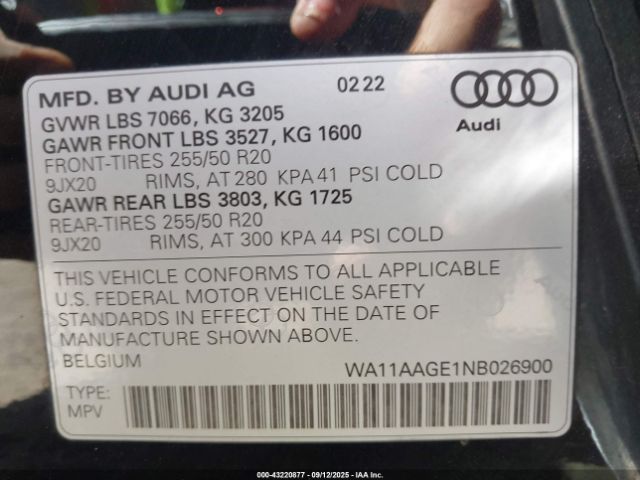 MFD. BY AUDI AG 02 22
Audi
GVWR LBS 7066, KG 3205
GAWR FRONT LBS 3527, KG 1600
FRONT-TIRES 255/50 R20
9JX20 RIMS, AT 280 KPA 41 PSI COLD
GAWR REAR LBS 3803, KG 1725
REAR-TIRES 255/50 R20
9JX20 RIMS, AT 300 KPA 44 PSI COLD
THIS VEHICLE CONFORMS TO ALL APPLICABLE
U.S. FEDERAL MOTOR VEHICLE SAFETY
STANDARDS IN EFFECT ON THE DATE OF
MANUFACTURE SHOWN ABOVE.
BELGIUM WA11AAGE1NB026900
TYPE:
MPV
000-43220877 - 09/12/2025 - IAA Inc.